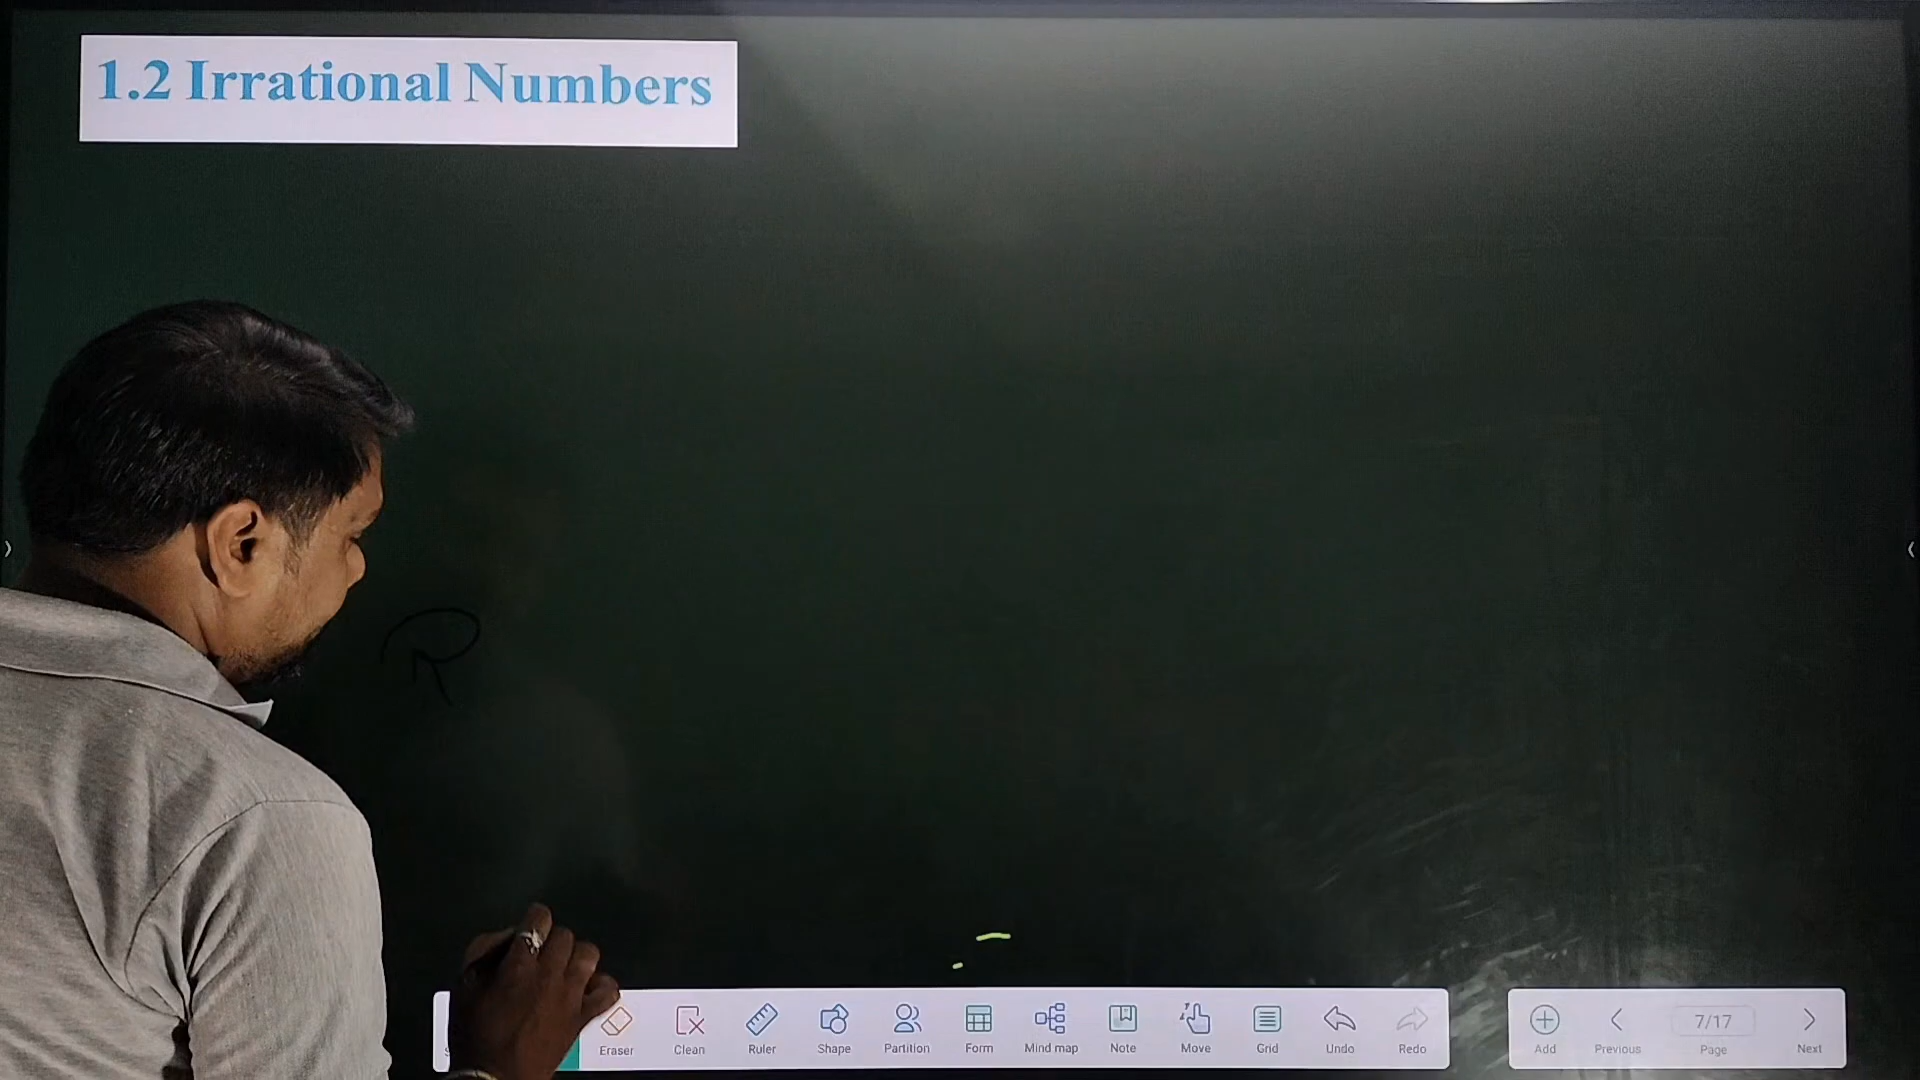 1.2 Irrational Numbers
R
Eraser Clean Ruler Shape Partition Form Mind map Note Move Grid Undo Redo
Add Previous 7/17 Page Next